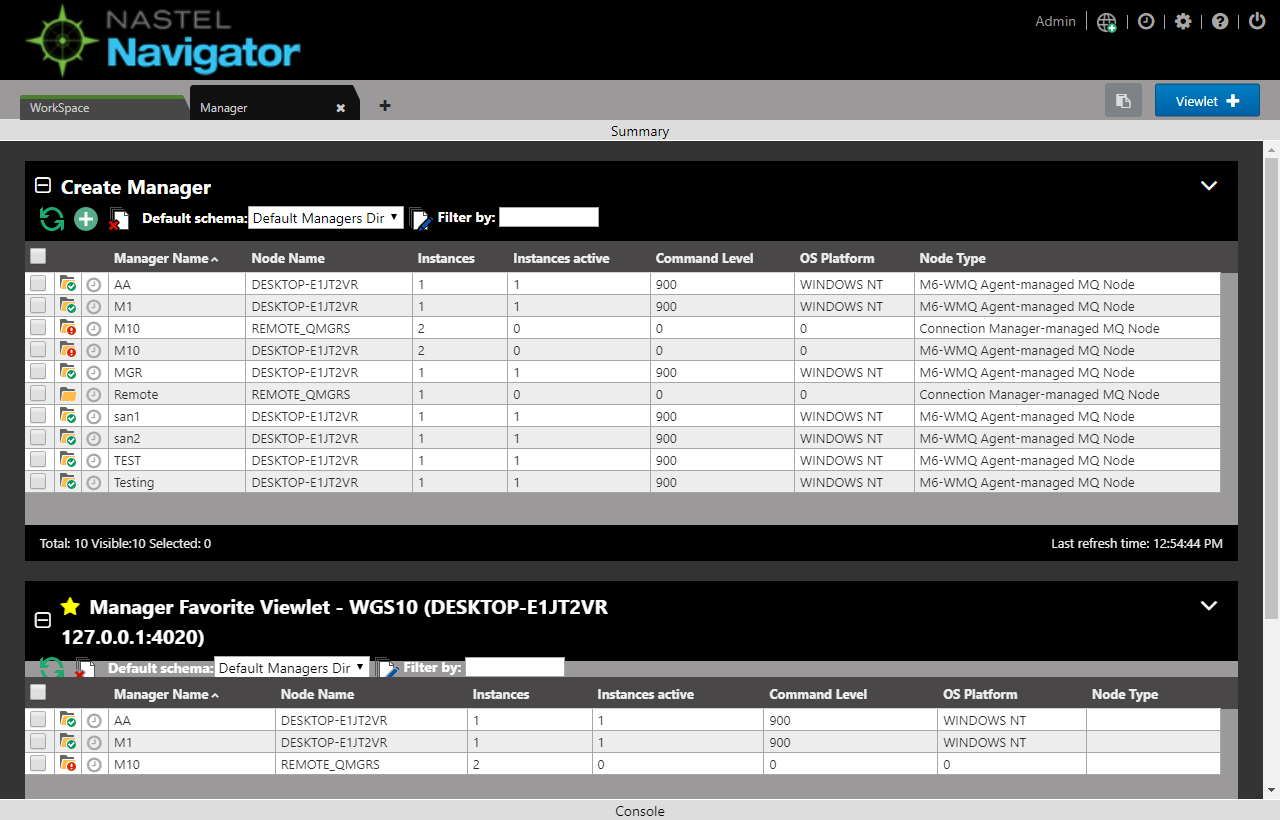 NASTEL
Navigator
Admin
WorkSpace
Manager
Viewlet
Summary
Create Manager
Default schema: Default Managers Dir Filter by:
Manager Name Node Name Instances Instances active Command Level OS Platform Node Type
AA DESKTOP-E1JT2VR 1 1 900 WINDOWS NT M6-WMQ Agent-managed MQ Node
M1 DESKTOP-E1JT2VR 1 1 900 WINDOWS NT M6-WMQ Agent-managed MQ Node
M10 REMOTE_QMGRS 2 0 0 0 Connection Manager-managed MQ Node
M10 DESKTOP-E1JT2VR 2 0 0 0 M6-WMQ Agent-managed MQ Node
MGR DESKTOP-E1JT2VR 1 1 900 WINDOWS NT M6-WMQ Agent-managed MQ Node
Remote REMOTE_QMGRS 1 0 0 0 Connection Manager-managed MQ Node
san1 DESKTOP-E1JT2VR 1 1 900 WINDOWS NT M6-WMQ Agent-managed MQ Node
san2 DESKTOP-E1JT2VR 1 1 900 WINDOWS NT M6-WMQ Agent-managed MQ Node
TEST DESKTOP-E1JT2VR 1 1 900 WINDOWS NT M6-WMQ Agent-managed MQ Node
Testing DESKTOP-E1JT2VR 1 1 900 WINDOWS NT M6-WMQ Agent-managed MQ Node
Total: 10 Visible:10 Selected: 0 Last refresh time: 12:54:44 PM
Manager Favorite Viewlet - WGS10 (DESKTOP-E1JT2VR
127.0.0.1:4020)
Default schema: Default Managers Dir Filter by:
Manager Name Node Name Instances Instances active Command Level OS Platform Node Type
AA DESKTOP-E1JT2VR 1 1 900 WINDOWS NT
M1 DESKTOP-E1JT2VR 1 1 900 WINDOWS NT
M10 REMOTE_QMGRS 2 0 0 0
Console